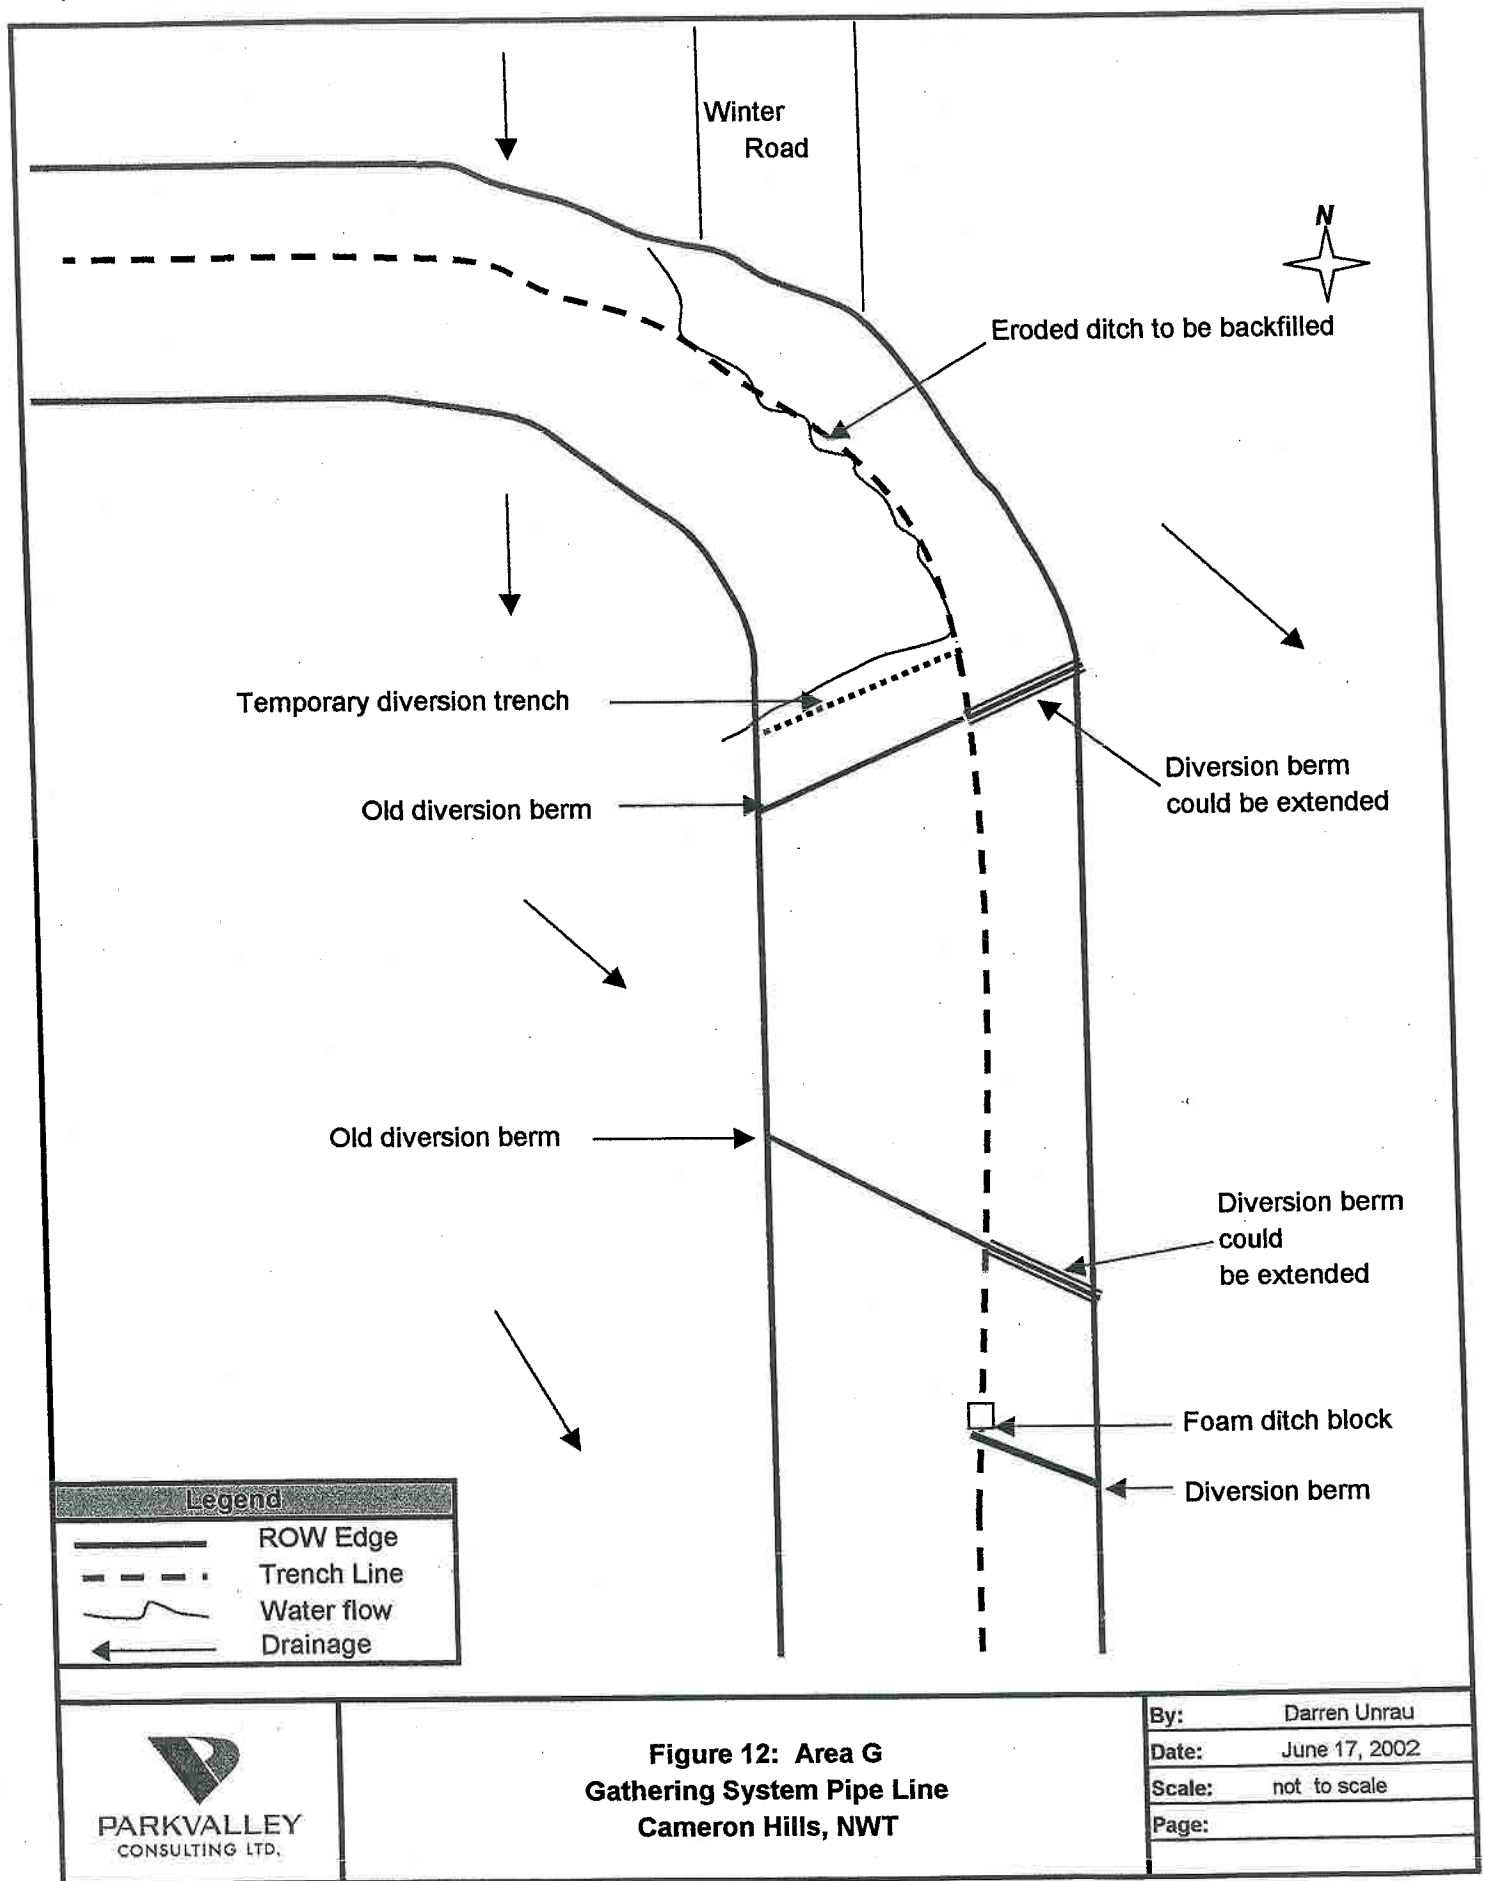 Winter
Road
N
Eroded ditch to be backfilled
Temporary diversion trench
Diversion berm
could be extended
Old diversion berm
Old diversion berm
Diversion berm
could
be extended
Foam ditch block
Diversion berm
Legend
ROW Edge
Trench Line
Water flow
Drainage
PARKVALLEY
CONSULTING LTD.
Figure 12: Area G
Gathering System Pipe Line
Cameron Hills, NWT
By: Darren Unrau
Date: June 17, 2002
Scale: not to scale
Page: